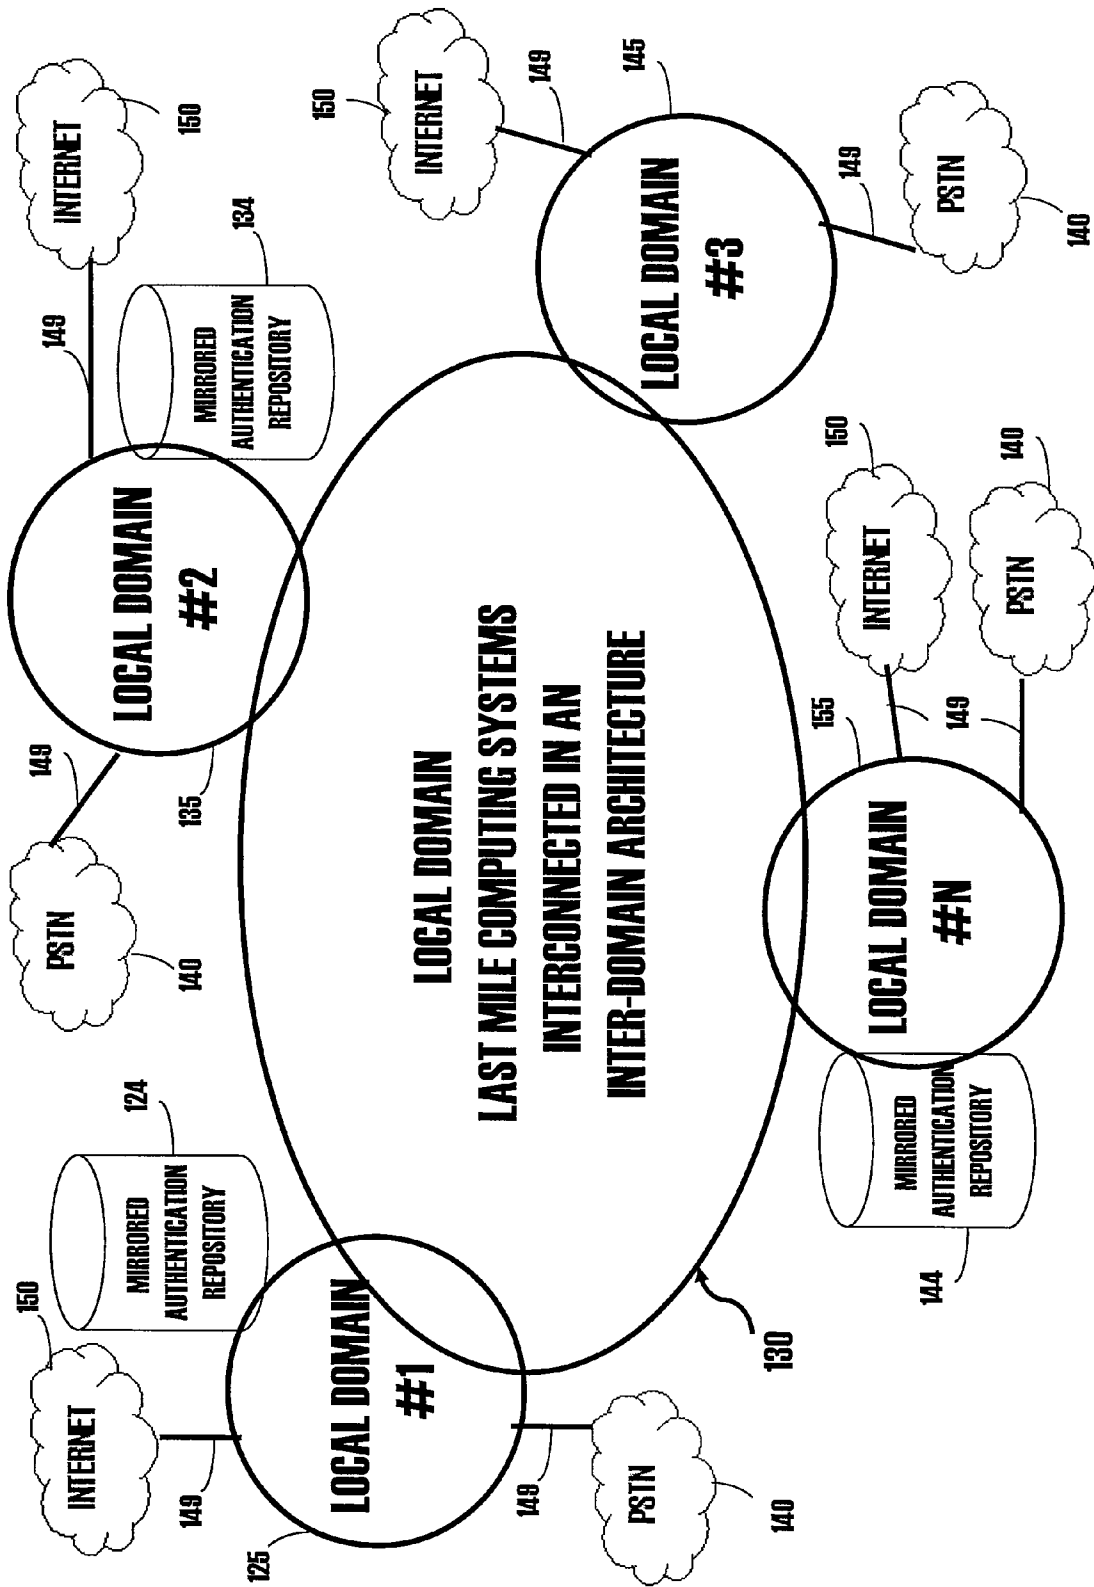 INTERNET
150
149
LOCAL DOMAIN
#1
125
MIRRORED
AUTHENTICATION
REPOSITORY
124
149
PSTN
140
PSTN
140
149
LOCAL DOMAIN
#2
135
149
INTERNET
150
MIRRORED
AUTHENTICATION
REPOSITORY
134
LOCAL DOMAIN
LAST MILE COMPUTING SYSTEMS
INTERCONNECTED IN AN
INTER-DOMAIN ARCHITECTURE
130
150
INTERNET
149
145
LOCAL DOMAIN
#3
149
PSTN
140
MIRRORED
AUTHENTICATION
REPOSITORY
144
LOCAL DOMAIN
#N
155
150
INTERNET
149
PSTN
140